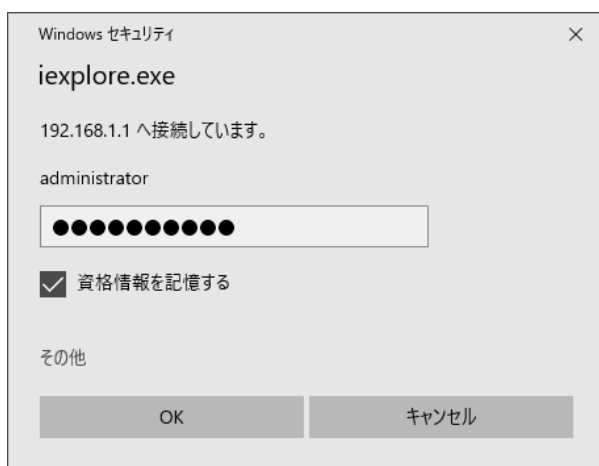 Windows セキュリティ
iexplore.exe
192.168.1.1 へ接続しています。
administrator
●●●●●●●●●●
資格情報を記憶する
その他
OK
キャンセル